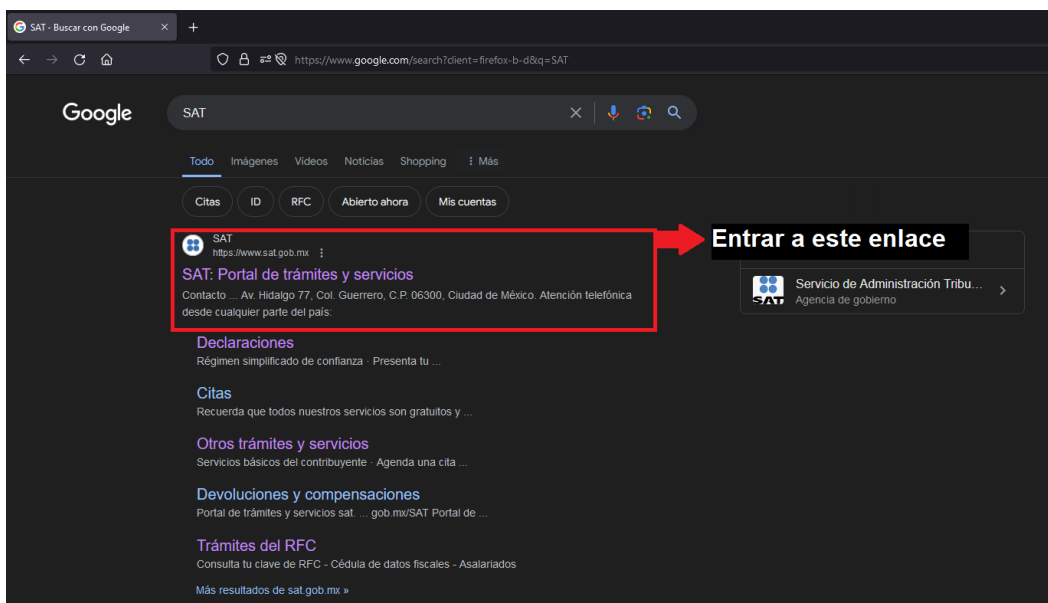 SAT - Buscar con Google
https://www.google.com/search?client=firefox-b-d&q=SAT
Google
SAT
Todo Imágenes Videos Noticias Shopping Más
Citas ID RFC Abierto ahora Mis cuentas
SAT
https://www.sat.gob.mx
SAT: Portal de trámites y servicios
Contacto ... Av. Hidalgo 77, Col. Guerrero, C.P. 06300, Ciudad de México. Atención telefónica
desde cualquier parte del país:
Entrar a este enlace
SAT
Servicio de Administración Tribu...
Agencia de gobierno
Declaraciones
Régimen simplificado de confianza · Presenta tu ...
Citas
Recuerda que todos nuestros servicios son gratuitos y ...
Otros trámites y servicios
Servicios básicos del contribuyente · Agenda una cita ...
Devoluciones y compensaciones
Portal de trámites y servicios sat. ... gob.mx/SAT Portal de ...
Trámites del RFC
Consulta tu clave de RFC - Cédula de datos fiscales - Asalariados
Más resultados de sat.gob.mx »